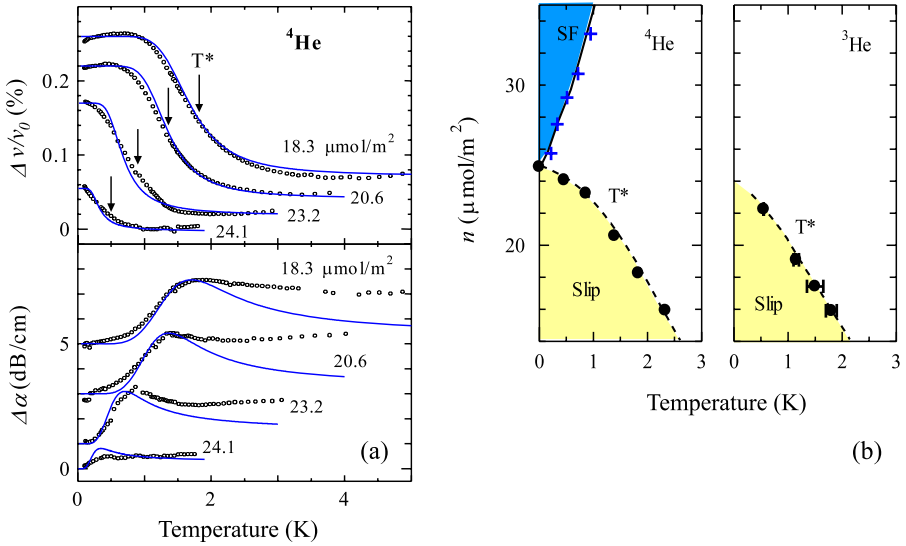 ⁴He
T*
Δv/v₀ (%)
0.2
0.1
0
18.3 μmol/m²
20.6
23.2
24.1
Δα (dB/cm)
5
0
18.3 μmol/m²
20.6
23.2
24.1
(a)
0 1 2 3 4
Temperature (K)
n (μmol/m²)
30
20
SF
⁴He
T*
Slip
0 1 2 3
³He
T*
Slip
0 1 2 3
Temperature (K)
(b)